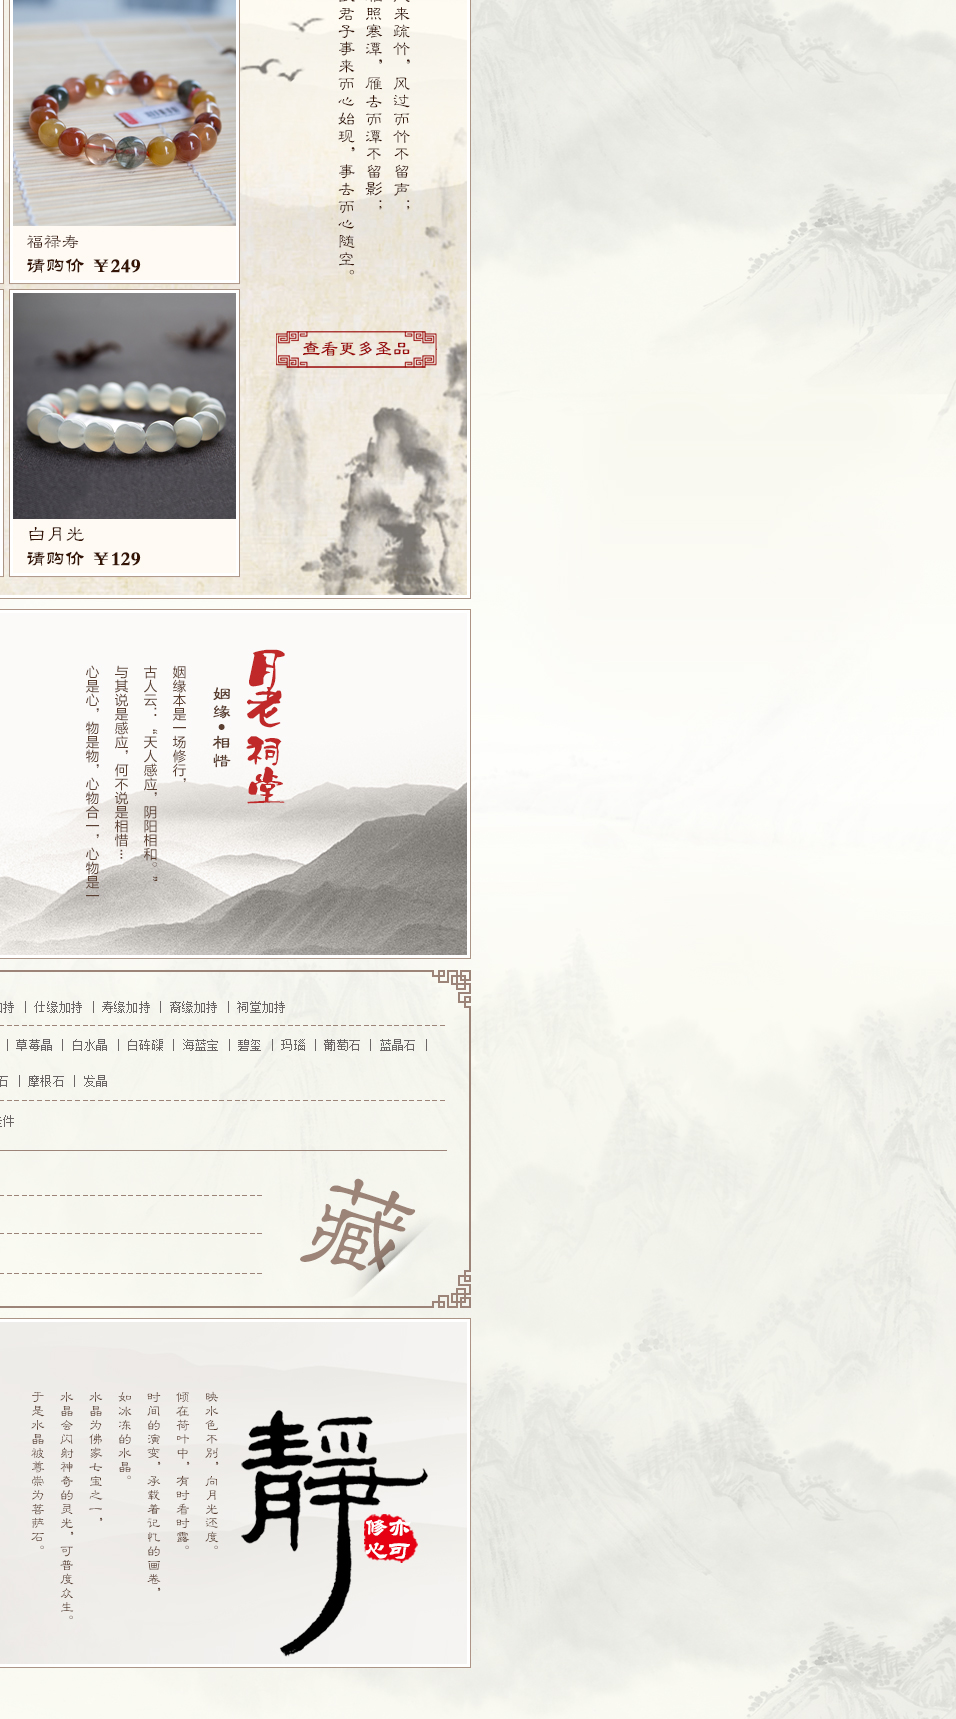 来疏竹，风过而竹不留声；
照寒潭，雁去而潭不留影；
君子事来而心始现，事去而心随空。
福禄寿
请购价 ￥249
查看更多圣品
白月光
请购价 ￥129
月老祠堂
姻缘·相惜
姻缘本是一场修行，
古人云：“天人感应，阴阳相和。”
与其说是感应，何不说是相惜…
心是心，物是物，心物合一，心物是一
加持 | 仕缘加持 | 寿缘加持 | 裔缘加持 | 祠堂加持
| 草莓晶 | 白水晶 | 白砗磲 | 海蓝宝 | 碧玺 | 玛瑙 | 葡萄石 | 蓝晶石 |
石 | 摩根石 | 发晶
件
藏
静
亦可
修心
映水色不别，向月光还度。
倾在荷叶中，有时看时露。
时间的演变，承载着记忆的画卷，
如冰冻的水晶。
水晶为佛家七宝之一，
水晶会闪射神奇的灵光，可普度众生。
于是水晶被尊崇为菩萨石。